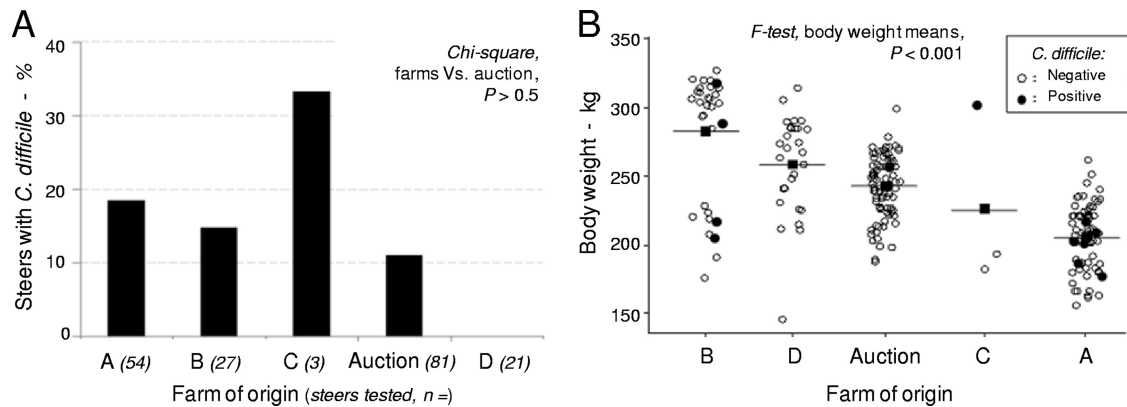 A
40
30
20
10
0
Steers with C. difficile - %
Chi-square,
farms Vs. auction,
P > 0.5
A (54) B (27) C (3) Auction (81) D (21)
Farm of origin (steers tested, n =)
B
350
300
250
200
150
Body weight - kg
F-test, body weight means,
P < 0.001
C. difficile:
: Negative
: Positive
B D Auction C A
Farm of origin